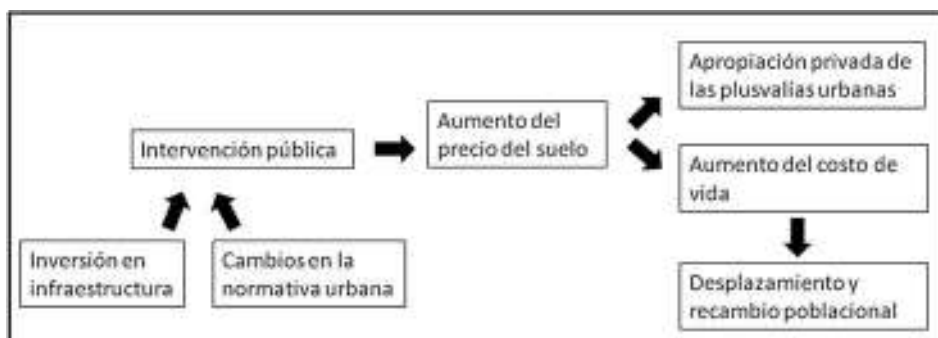 Inversión en
infraestructura
Cambios en la
normativa urbana
Intervención pública
Aumento del
precio del suelo
Apropiación privada de
las plusvalias urbanas
Aumento del costo de
vida
Desplazamiento y
recambio poblacional